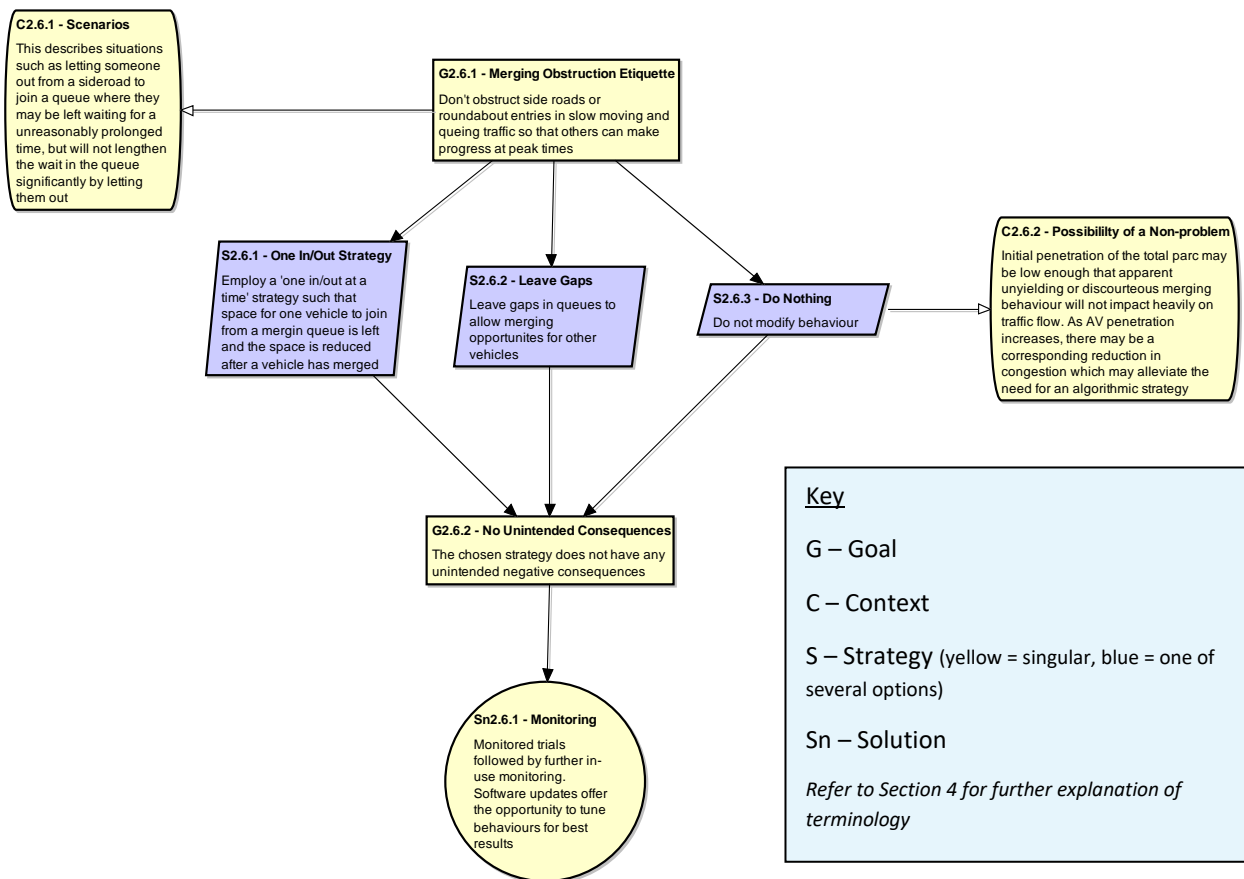 C2.6.1 - Scenarios
This describes situations
such as letting someone
out from a sideroad to
join a queue where they
may be left waiting for a
unreasonably prolonged
time, but will not lengthen
the wait in the queue
significantly by letting
them out
G2.6.1 - Merging Obstruction Etiquette
Don't obstruct side roads or
roundabout entries in slow moving and
queing traffic so that others can make
progress at peak times
S2.6.1 - One In/Out Strategy
Employ a 'one in/out at a
time' strategy such that
space for one vehicle to join
from a mergin queue is left
and the space is reduced
after a vehicle has merged
S2.6.2 - Leave Gaps
Leave gaps in queues to
allow merging
opportunites for other
vehicles
S2.6.3 - Do Nothing
Do not modify behaviour
C2.6.2 - Possibility of a Non-problem
Initial penetration of the total parc may
be low enough that apparent
unyielding or discourteous merging
behaviour will not impact heavily on
traffic flow. As AV penetration
increases, there may be a
corresponding reduction in
congestion which may alleviate the
need for an algorithmic strategy
G2.6.2 - No Unintended Consequences
The chosen strategy does not have any
unintended negative consequences
Sn2.6.1 - Monitoring
Monitored trials
followed by further in-
use monitoring.
Software updates offer
the opportunity to tune
behaviours for best
results
Key
G – Goal
C – Context
S – Strategy (yellow = singular, blue = one of
several options)
Sn – Solution
Refer to Section 4 for further explanation of
terminology